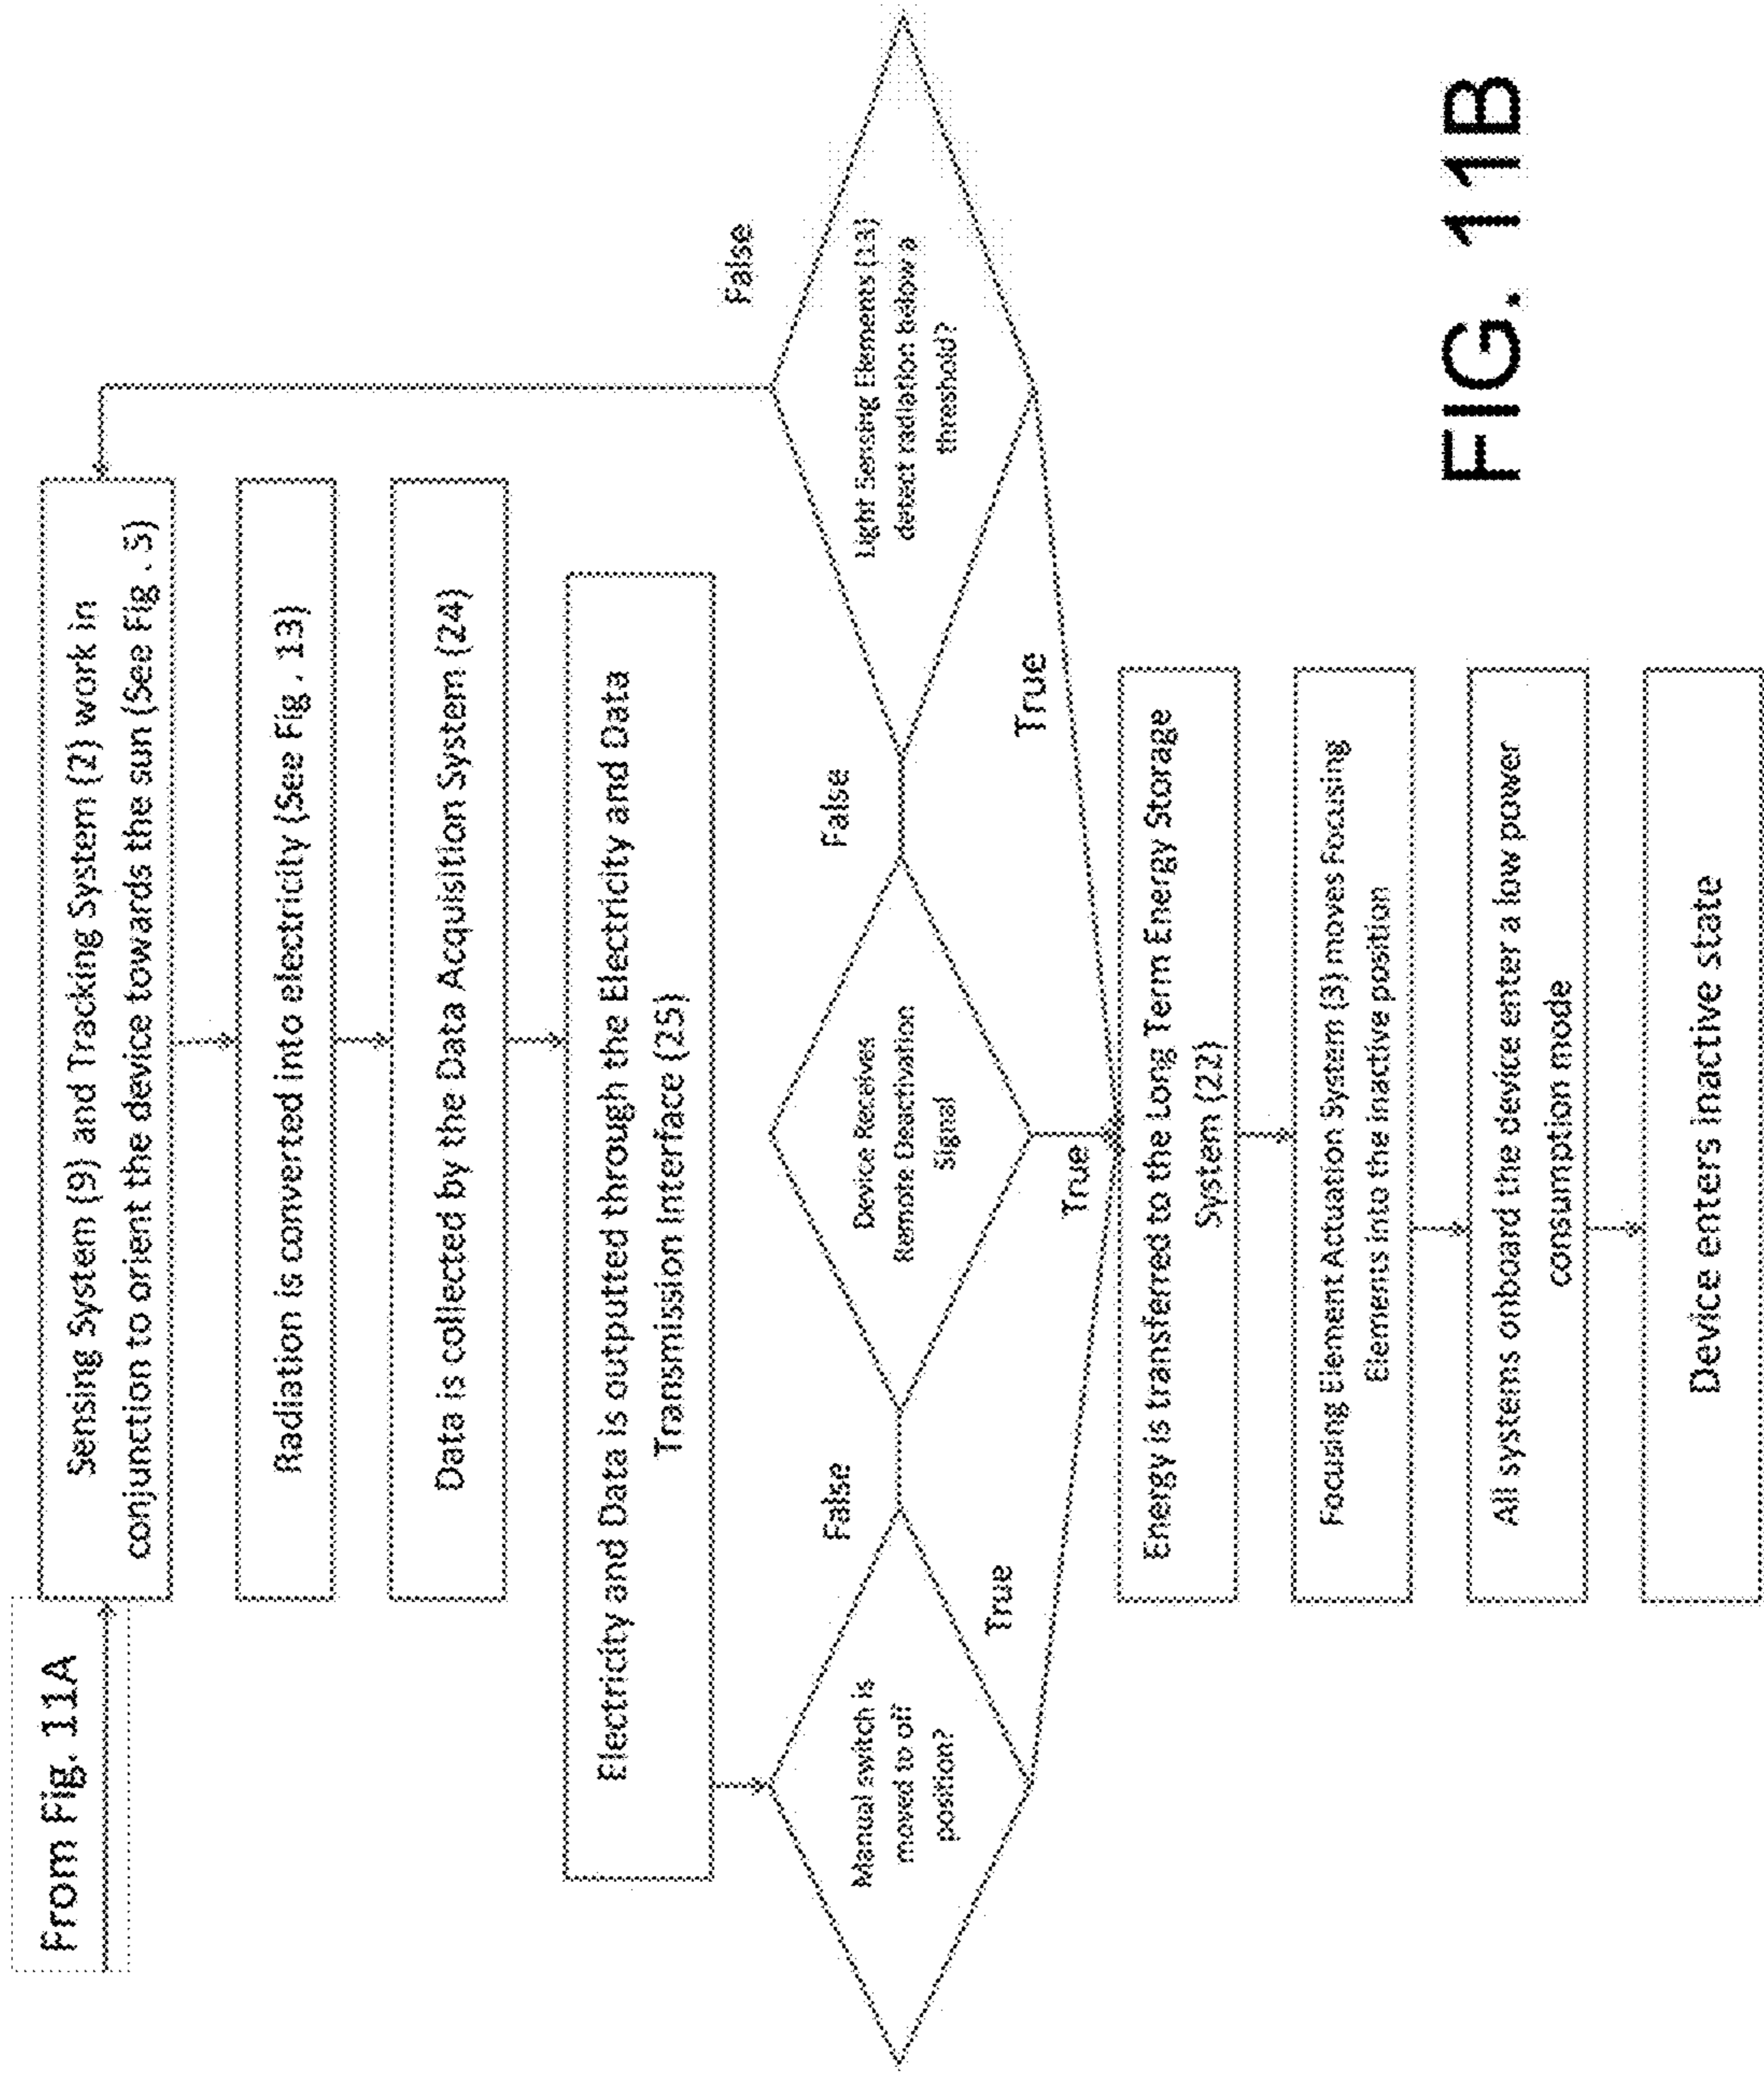 From Fig. 11A
Sensing System (9) and Tracking System (2) work in
conjunction to orient the device towards the sun (See Fig . 5)
Radiation is converted into electricity (See Fig . 13)
Data is collected by the Data Acquisition System (24)
Electricity and Data is outputted through the Electricity and Data
Transmission Interface (25)
Manual switch is
moved to off
position?
False
True
Device Receives
Remote Deactivation
Signal
False
True
Light Sensing Elements (13)
detect radiation below a
threshold?
False
True
Energy is transferred to the Long Term Energy Storage
System (22)
Focusing Element Actuation System (3) moves Focusing
Elements into the inactive position
All systems onboard the device enter a low power
consumption mode
Device enters inactive state
FIG. 11B